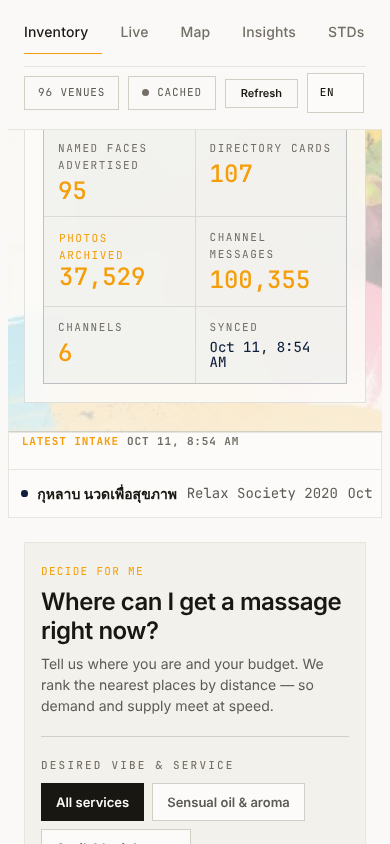 Inventory Live Map Insights STDs
96 VENUES CACHED Refresh EN
NAMED FACES
ADVERTISED
95
DIRECTORY CARDS
107
PHOTOS
ARCHIVED
37,529
CHANNEL
MESSAGES
100,355
CHANNELS
6
SYNCED
Oct 11, 8:54
AM
LATEST INTAKE OCT 11, 8:54 AM
กุหลาบ นวดเพื่อสุขภาพ Relax Society 2020 Oct
DECIDE FOR ME
Where can I get a massage
right now?
Tell us where you are and your budget. We
rank the nearest places by distance — so
demand and supply meet at speed.
DESIRED VIBE & SERVICE
All services Sensual oil & aroma